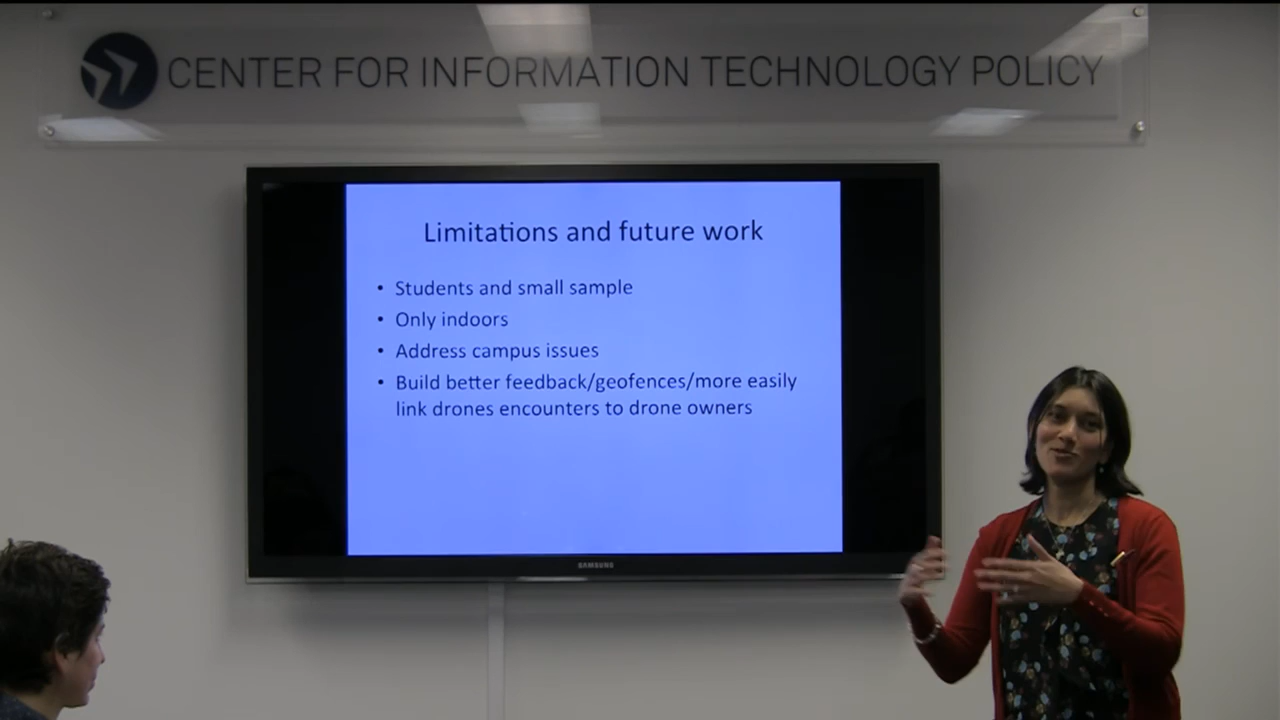 CENTER FOR INFORMATION TECHNOLOGY POLICY
Limitations and future work
• Students and small sample
• Only indoors
• Address campus issues
• Build better feedback/geofences/more easily
link drones encounters to drone owners
SAMSUNG